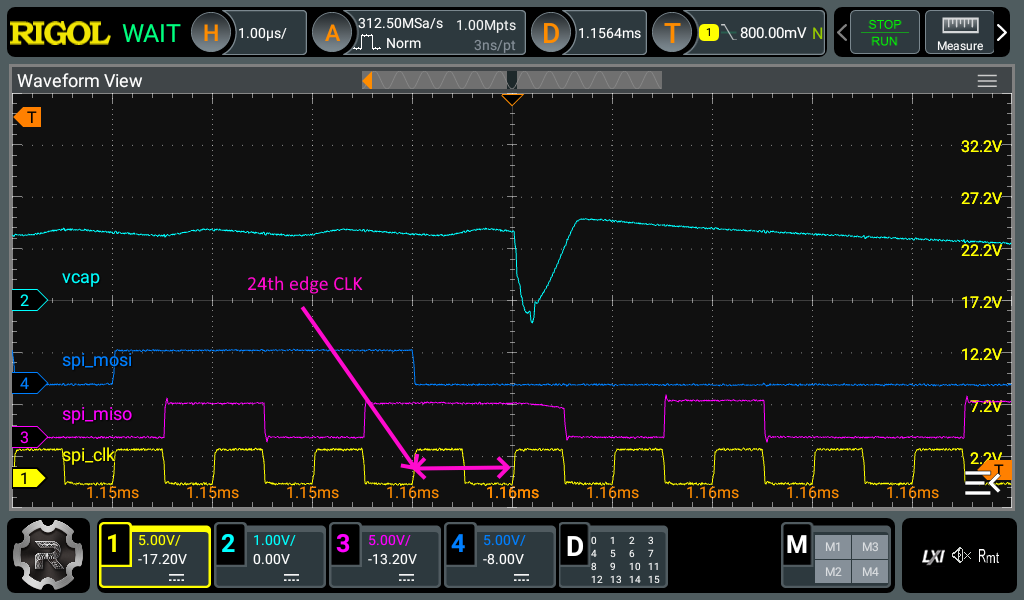 RIGOL WAIT H 1.00μs/ A 312.50MSa/s 1.00Mpts D 1.1564ms T 1 800.00mV N STOP
Norm 3ns/pt RUN Measure
Waveform View
T
32.2V
27.2V
22.2V
vcap
24th edge CLK
2
17.2V
12.2V
spi_mosi
4
7.2V
spi_miso
3
spi_clk
2.2V
T
1
1.15ms 1.15ms 1.15ms 1.16ms 1.16ms 1.16ms 1.16ms 1.16ms 1.16ms
1 5.00V/ 2 1.00V/ 3 5.00V/ 4 5.00V/ D 0 1 2 3 M M1 M3
-17.20V 0.00V -13.20V -8.00V 4 5 6 7 LXI Rmt
8 9 10 11 M2 M4
12 13 14 15
R